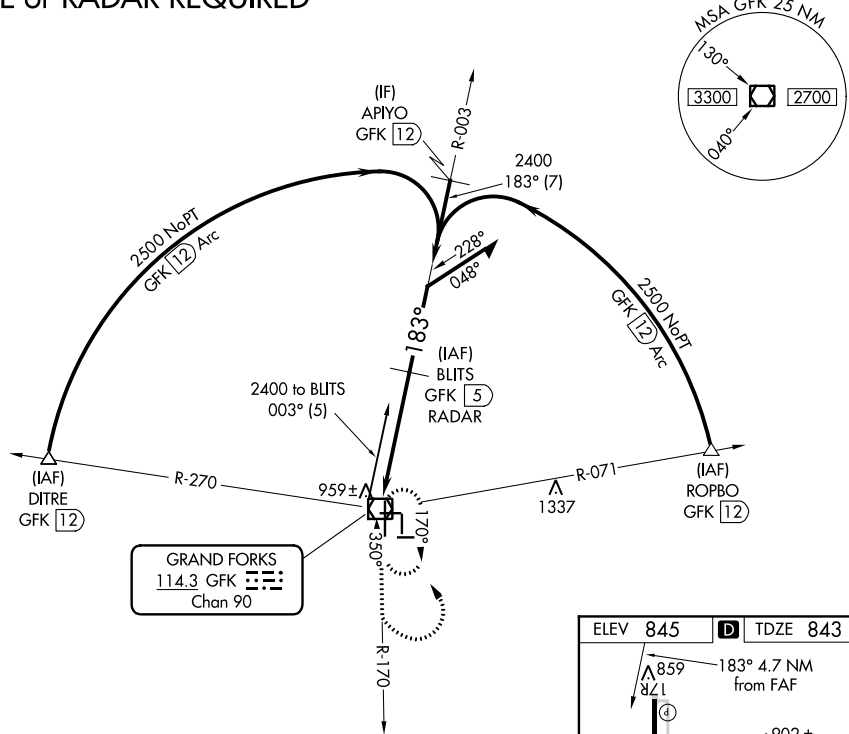 E or RADAR REQUIRED
MSA GFK 25 NM
130°
3300
2700
040°
(IF)
APIYO
GFK 12
R-003
2400
183° (7)
2500 NoPT
GFK 12 Arc
228°
048°
2500 NoPT
GFK 12 Arc
183°
(IAF)
BLITS
GFK 5
RADAR
2400 to BLITS
003° (5)
(IAF)
DITRE
GFK 12
R-270
959±
R-071
1337
(IAF)
ROPBO
GFK 12
170°
350°
GRAND FORKS
114.3 GFK
Chan 90
R-170
ELEV 845 D TDZE 843
859
183° 4.7 NM
from FAF
17R
P